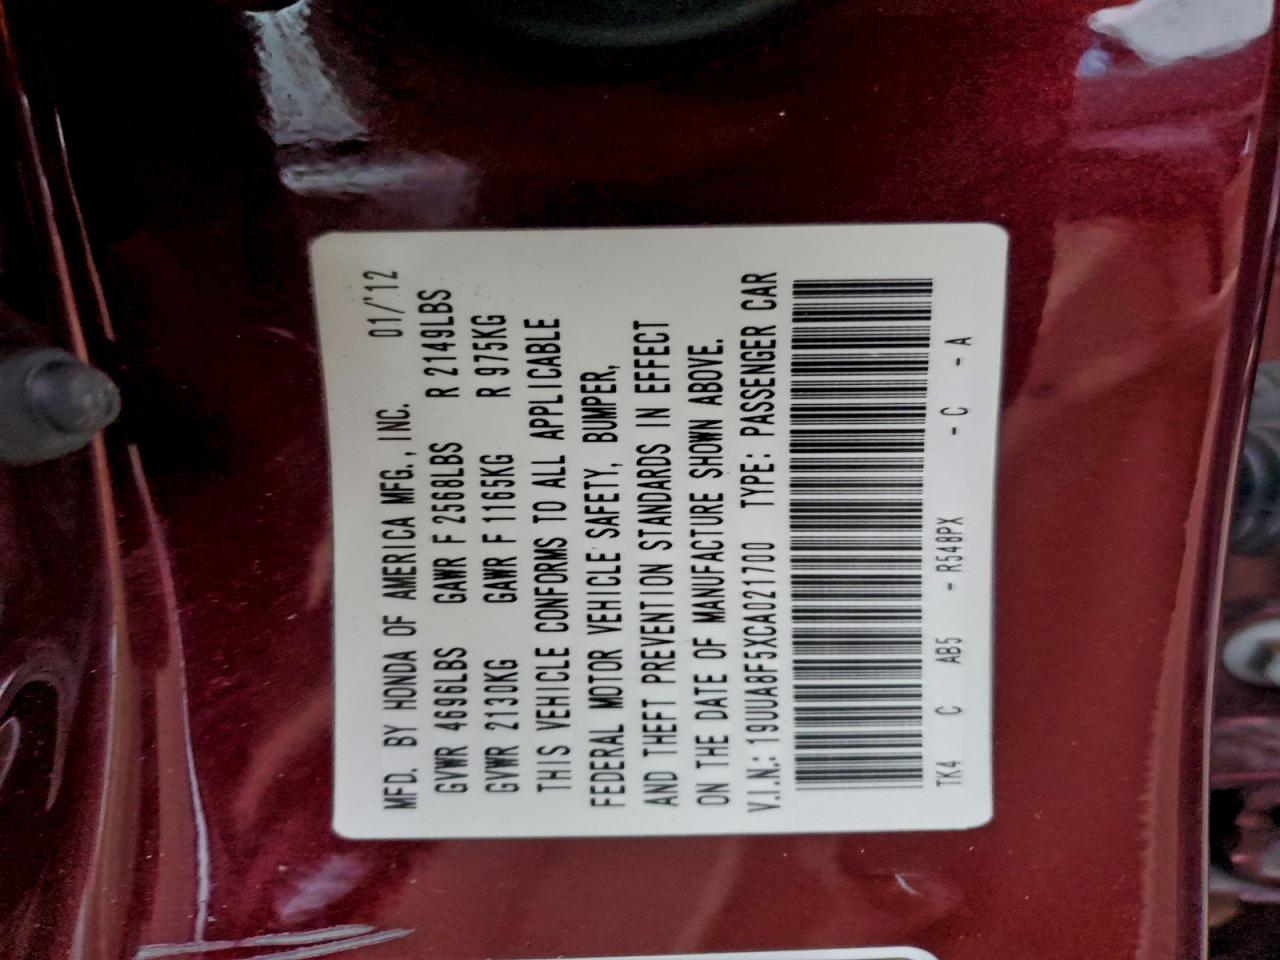 MFD. BY HONDA OF AMERICA MFG., INC. 01/'12
GVWR 4696LBS GAWR F 2568LBS R 2149LBS
GVWR 2130KG GAWR F 1165KG R 975KG
THIS VEHICLE CONFORMS TO ALL APPLICABLE
FEDERAL MOTOR VEHICLE SAFETY, BUMPER,
AND THEFT PREVENTION STANDARDS IN EFFECT
ON THE DATE OF MANUFACTURE SHOWN ABOVE.
V.I.N.: 19UUA8F5XCA021700 TYPE: PASSENGER CAR
TK4 C AB5 - R548PX - C - A